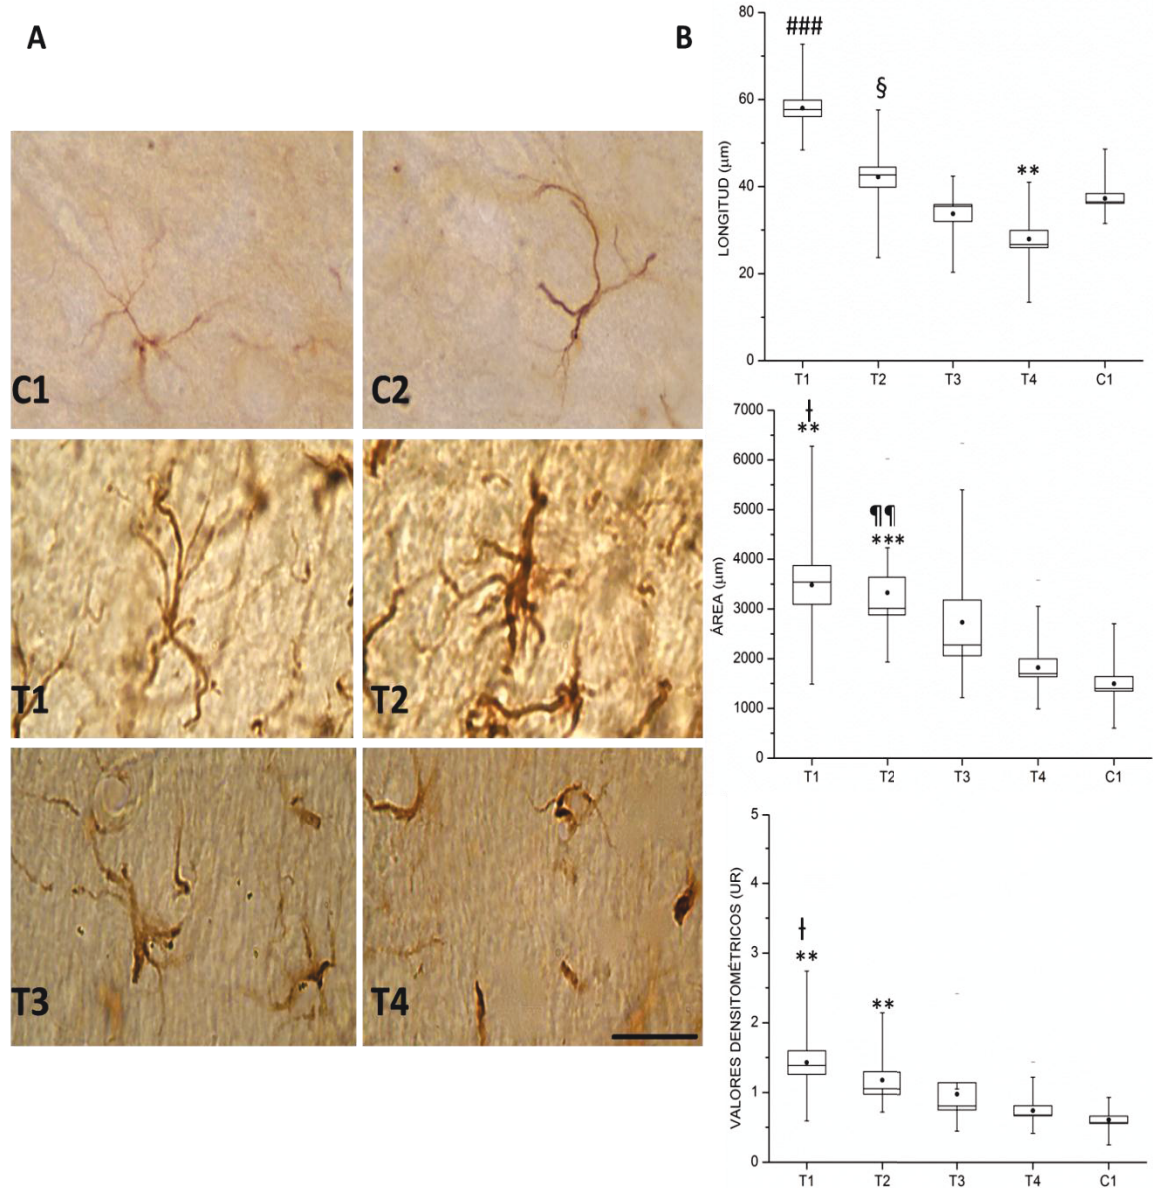 A
B
C1
C2
T1
T2
T3
T4
###
§
**
80
60
40
20
0
LONGITUD (µm)
T1
T2
T3
T4
C1
ƚ
**
¶¶
***
7000
6000
5000
4000
3000
2000
1000
0
ÁREA (µm)
T1
T2
T3
T4
C1
ƚ
**
**
5
4
3
2
1
0
VALORES DENSITOMÉTRICOS (UR)
T1
T2
T3
T4
C1